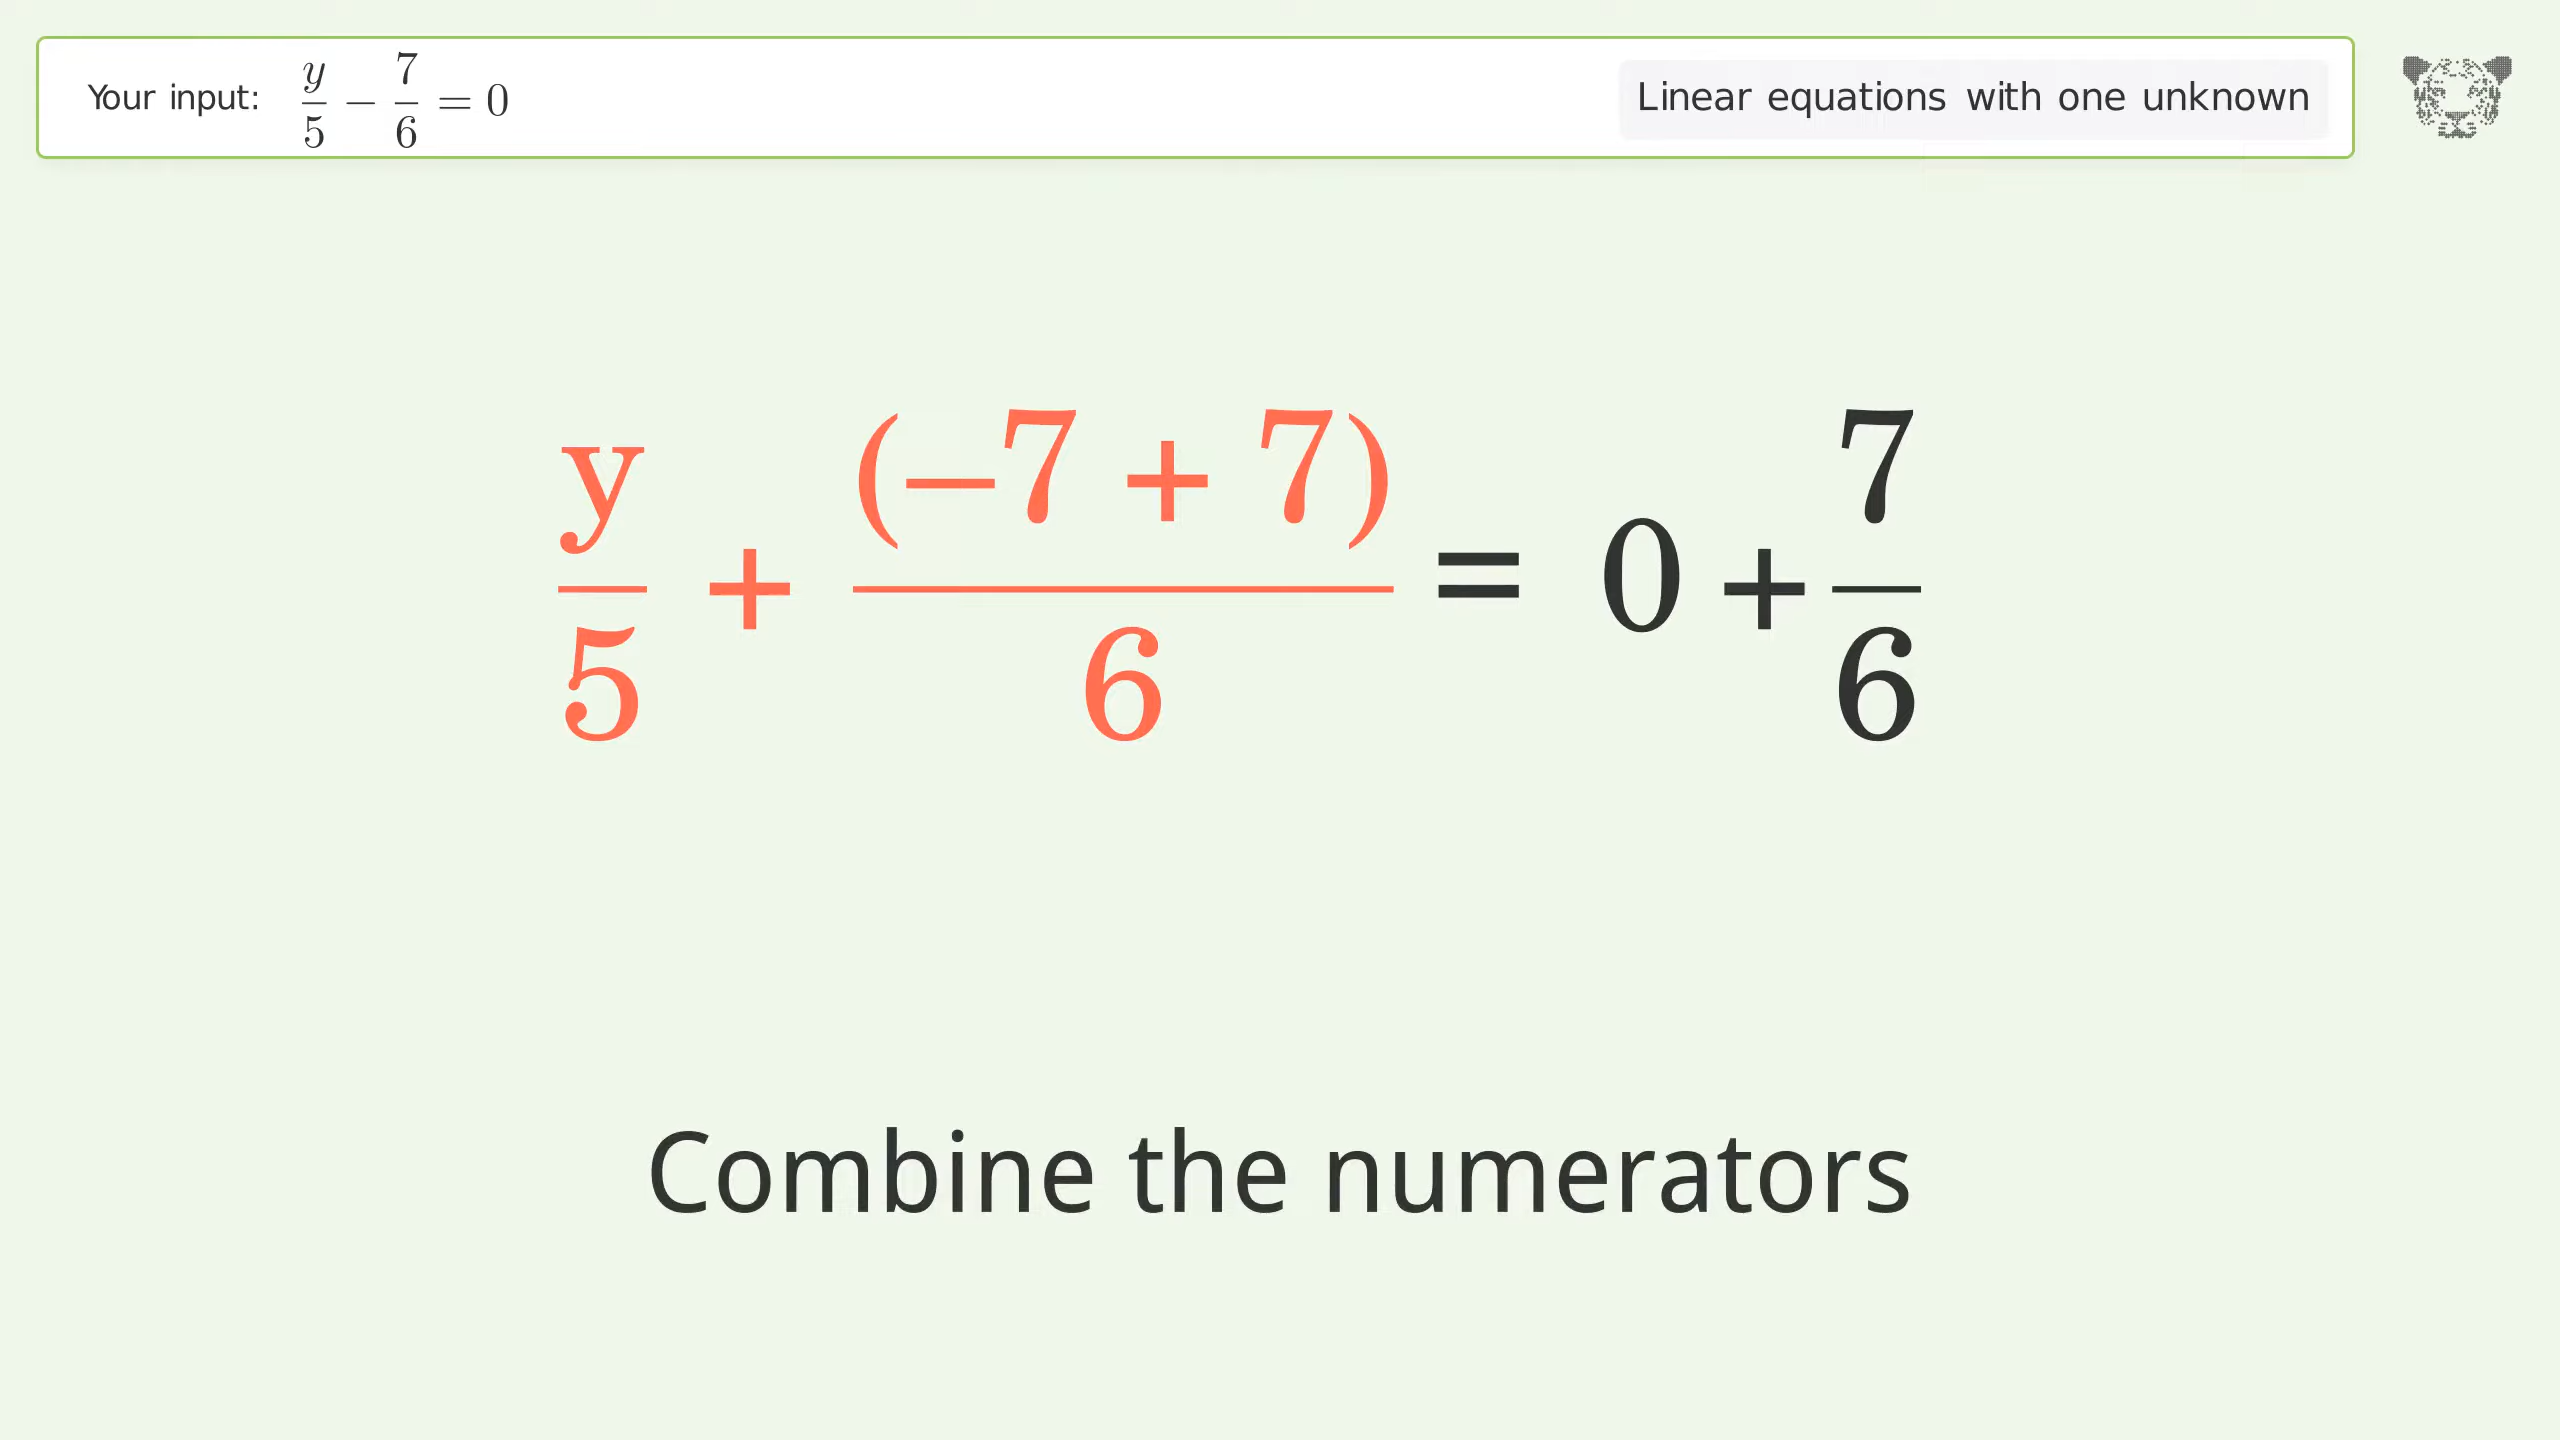 Your input: y/5 − 7/6 = 0
Linear equations with one unknown
y/5 + (−7 + 7)/6 = 0 + 7/6
Combine the numerators